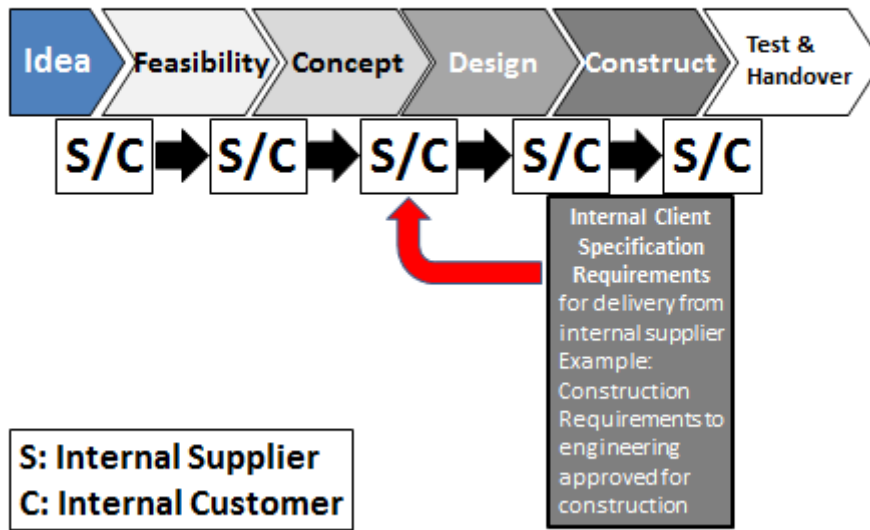 Idea
Feasibility
Concept
Design
Construct
Test &
Handover
S/C
S/C
S/C
S/C
S/C
Internal Client
Specification
Requirements
for delivery from
internal supplier
Example:
Construction
Requirements to
engineering
approved for
construction
S: Internal Supplier
C: Internal Customer